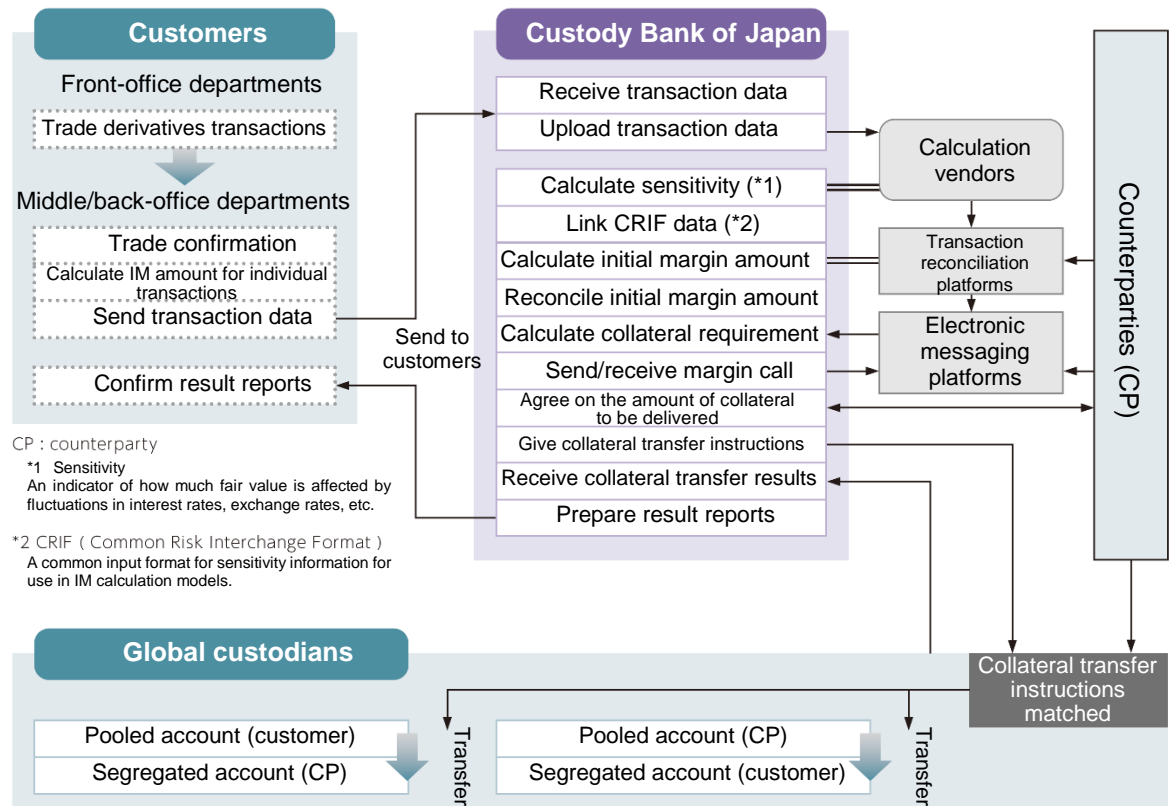 Customers
Front-office departments
Trade derivatives transactions
Middle/back-office departments
Trade confirmation
Calculate IM amount for individual
transactions
Send transaction data
Confirm result reports
CP : counterparty
*1 Sensitivity
An indicator of how much fair value is affected by
fluctuations in interest rates, exchange rates, etc.
*2 CRIF ( Common Risk Interchange Format )
A common input format for sensitivity information for
use in IM calculation models.
Send to
customers
Custody Bank of Japan
Receive transaction data
Upload transaction data
Calculate sensitivity (*1)
Link CRIF data (*2)
Calculate initial margin amount
Reconcile initial margin amount
Calculate collateral requirement
Send/receive margin call
Agree on the amount of collateral
to be delivered
Give collateral transfer instructions
Receive collateral transfer results
Prepare result reports
Calculation
vendors
Transaction
reconciliation
platforms
Electronic
messaging
platforms
Counterparties (CP)
Global custodians
Collateral transfer
instructions
matched
Pooled account (customer)
Segregated account (CP)
Transfer
Pooled account (CP)
Segregated account (customer)
Transfer